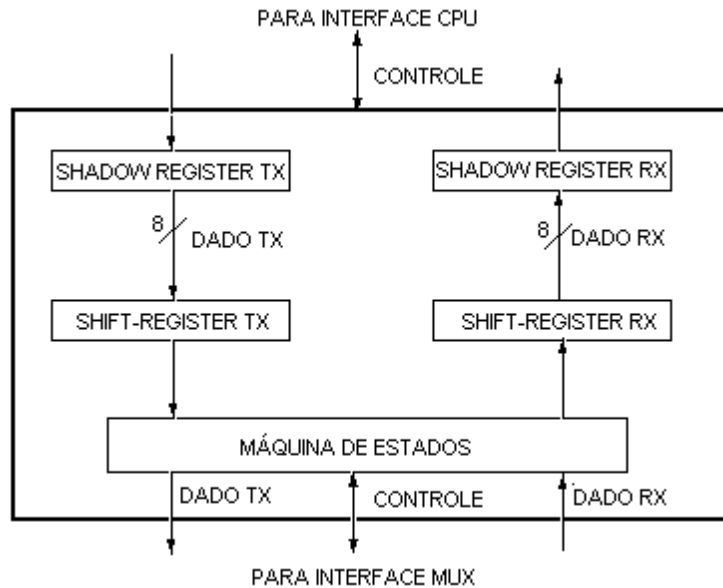 PARA INTERFACE CPU
CONTROLE
SHADOW REGISTER TX
SHADOW REGISTER RX
8
DADO TX
8
DADO RX
SHIFT-REGISTER TX
SHIFT-REGISTER RX
MÁQUINA DE ESTADOS
DADO TX
CONTROLE
DADO RX
PARA INTERFACE MUX